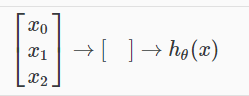 [x₀
x₁
x₂] → [ ] → hθ(x)